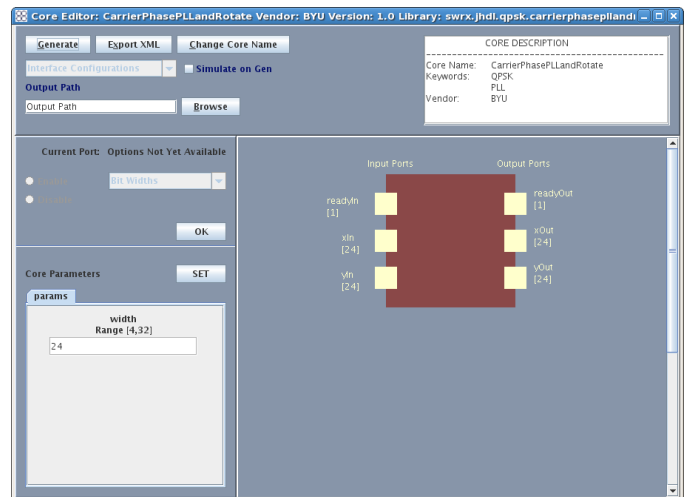 Core Editor: CarrierPhasePLLandRotate Vendor: BYU Version: 1.0 Library: swrx.jhdl.qpsk.carrierphasepllandr
Generate Export XML Change Core Name
Interface Configurations Simulate on Gen
Output Path
Output Path Browse
CORE DESCRIPTION
Core Name: CarrierPhasePLLandRotate
Keywords: QPSK
PLL
Vendor: BYU
Current Port: Options Not Yet Available
Bit Widths
OK
Core Parameters SET
params
width
Range [4,32]
24
Input Ports Output Ports
readyIn readyOut
[1] [1]
xIn xOut
[24] [24]
yIn yOut
[24] [24]